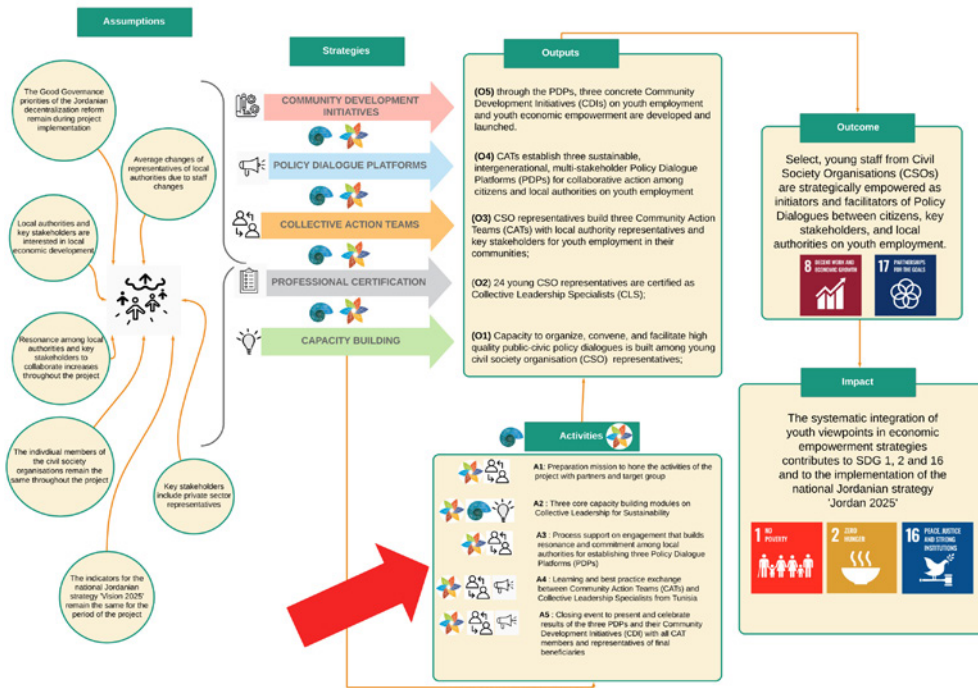 Assumptions
The Good Governance
priorities of the Jordanian
decentralization reform
remain during project
implementation
Average changes of
representatives of local
authorities due to staff
changes
Local authorities and
key stakeholders are
interested in local
economic development
Resonance among local
authorities and key
stakeholders to
collaborate increases
throughout the project
The indivdiual members of
the civil society
organisations remain the
same throughout the project
Key stakeholders
include private sector
representatives
The indicators for the
national Jordanian
strategy 'Vision 2025'
remain the same for the
period of the project
Strategies
COMMUNITY DEVELOPMENT
INITIATIVES
POLICY DIALOGUE PLATFORMS
COLLECTIVE ACTION TEAMS
PROFESSIONAL CERTIFICATION
CAPACITY BUILDING
Outputs
(O5) through the PDPs, three concrete Community
Development Initiatives (CDIs) on youth employment
and youth economic empowerment are developed and
launched.
(O4) CATs establish three sustainable,
intergenerational, multi-stakeholder Policy Dialogue
Platforms (PDPs) for collaborative action among
citizens and local authorities on youth employment
(O3) CSO representatives build three Community Action
Teams (CATs) with local authority representatives and
key stakeholders for youth employment in their
communities;
(O2) 24 young CSO representatives are certified as
Collective Leadership Specialists (CLS);
(O1) Capacity to organize, convene, and facilitate high
quality public-civic policy dialogues is built among young
civil society organisation (CSO) representatives;
Activities
A1: Preparation mission to hone the activities of the
project with partners and target group
A2 : Three core capacity building modules on
Collective Leadership for Sustainability
A3 : Process support on engagement that builds
resonance and commitment among local
authorities for establishing three Policy Dialogue
Platforms (PDPs)
A4 : Learning and best practice exchange
between Community Action Teams (CATs) and
Collective Leadership Specialists from Tunisia
A5 : Closing event to present and celebrate
results of the three PDPs and their Community
Development Initiatives (CDI) with all CAT
members and representatives of final
beneficiaries
Outcome
Select, young staff from Civil
Society Organisations (CSOs)
are strategically empowered as
initiators and facilitators of Policy
Dialogues between citizens, key
stakeholders, and local
authorities on youth employment.
8 DECENT WORK AND
ECONOMIC GROWTH
17 PARTNERSHIPS
FOR THE GOALS
Impact
The systematic integration of
youth viewpoints in economic
empowerment strategies
contributes to SDG 1, 2 and 16
and to the implementation of the
national Jordanian strategy
'Jordan 2025'
1 NO
POVERTY
2 ZERO
HUNGER
16 PEACE, JUSTICE
AND STRONG
INSTITUTIONS